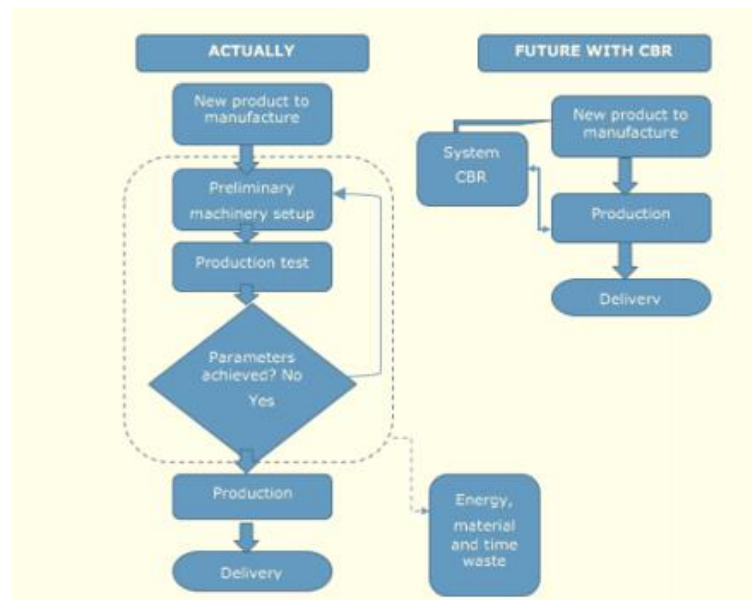 ACTUALLY
New product to
manufacture
Preliminary
machinery setup
Production test
Parameters
achieved? No
Yes
Production
Delivery
Energy,
material
and time
waste
FUTURE WITH CBR
New product to
manufacture
System
CBR
Production
Delivery